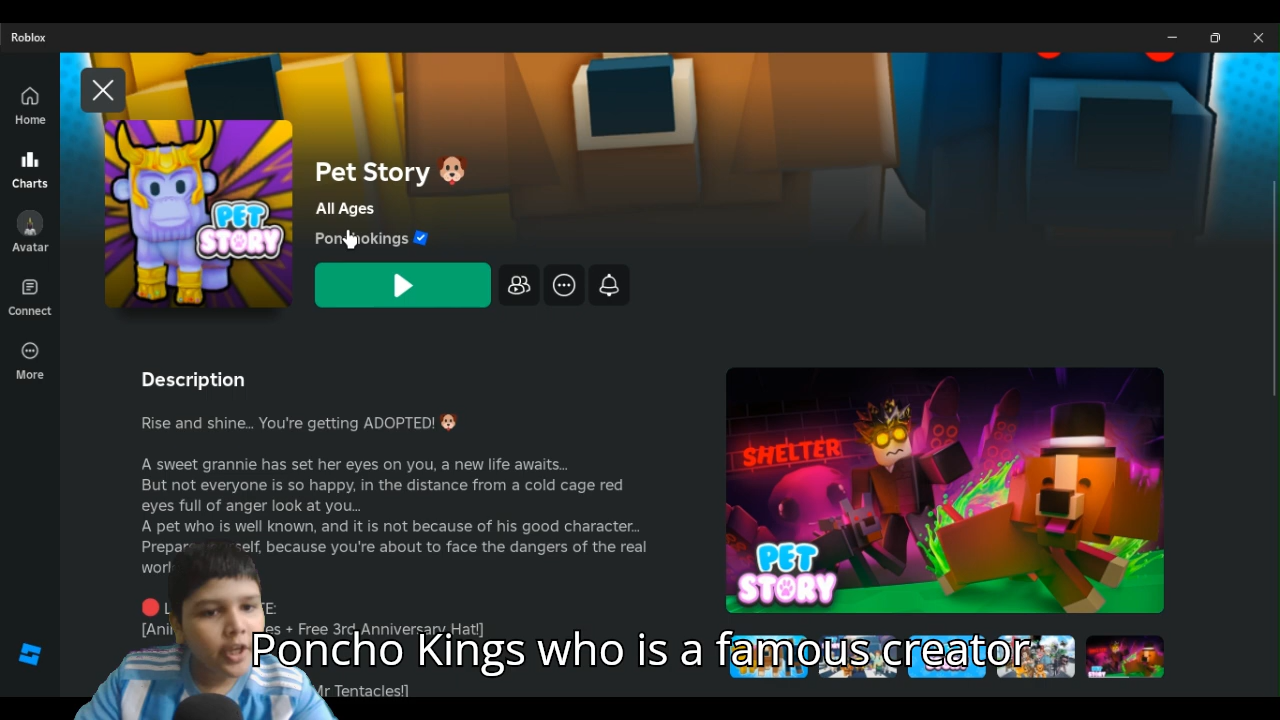 Roblox
Home
Charts
Avatar
Connect
More
PET
STORY
Pet Story
All Ages
Description
Rise and shine... You're getting ADOPTED!
A sweet grannie has set her eyes on you, a new life awaits...
But not everyone is so happy, in the distance from a cold cage red
eyes full of anger look at you...
A pet who is well known, and it is not because of his good character...
because you're about to face the dangers of the real
+ Free 3rd Anniversary Hat!]
Mr Tentacles!]
SHELTER
PET
STORY
Poncho Kings who is a famous creator